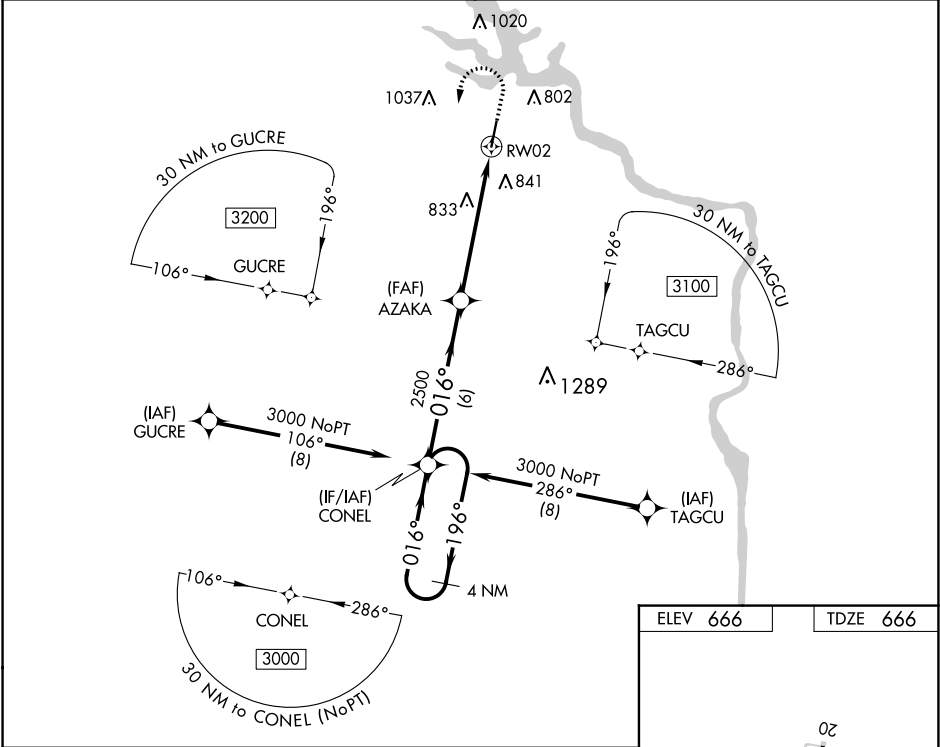 1020
1037
802
RW02
841
833
30 NM to GUCRE
3200
196°
106°
GUCRE
30 NM to TAGCU
196°
3100
TAGCU
286°
(FAF)
AZAKA
1289
2500
016°
(6)
(IAF)
GUCRE
3000 NoPT
106°
(8)
(IF/IAF)
CONEL
3000 NoPT
286°
(8)
(IAF)
TAGCU
016°
196°
4 NM
106°
286°
CONEL
3000
30 NM to CONEL (NoPT)
ELEV 666
TDZE 666
20